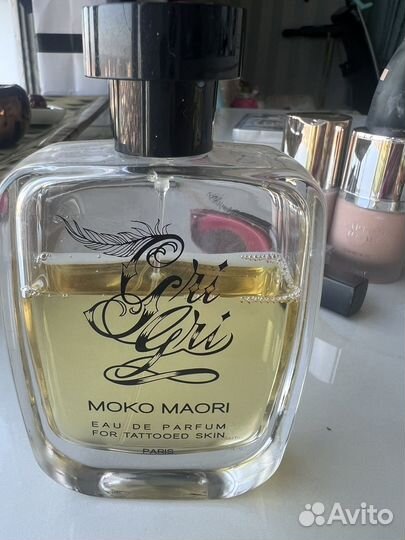 Gri
gri
MOKO MAORI
EAU DE PARFUM
FOR TATTOOED SKIN
PARIS
Avito